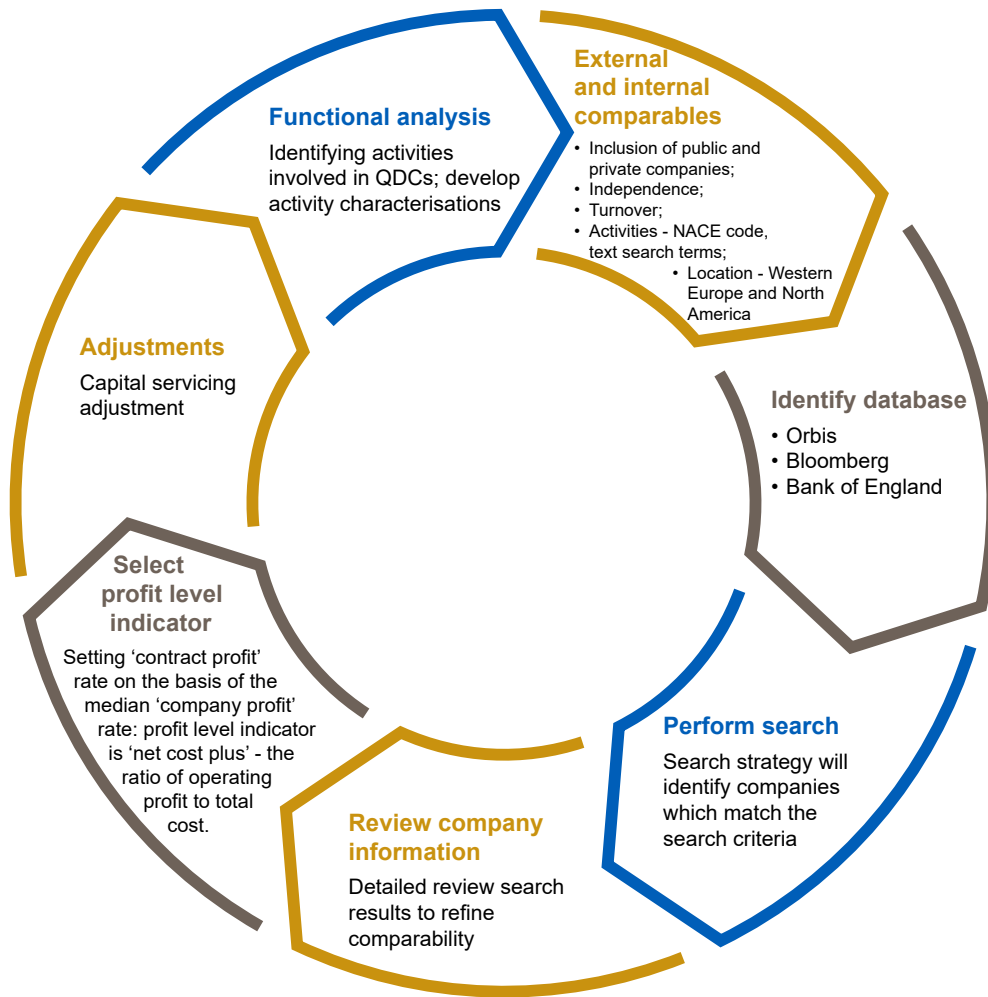 Functional analysis
Identifying activities
involved in QDCs; develop
activity characterisations
External
and internal
comparables
• Inclusion of public and
private companies;
• Independence;
• Turnover;
• Activities - NACE code,
text search terms;
• Location - Western
Europe and North
America
Identify database
• Orbis
• Bloomberg
• Bank of England
Perform search
Search strategy will
identify companies
which match the
search criteria
Review company
information
Detailed review search
results to refine
comparability
Select
profit level
indicator
Setting ‘contract profit’
rate on the basis of the
median ‘company profit’
rate: profit level indicator
is ‘net cost plus’ - the
ratio of operating
profit to total
cost.
Adjustments
Capital servicing
adjustment